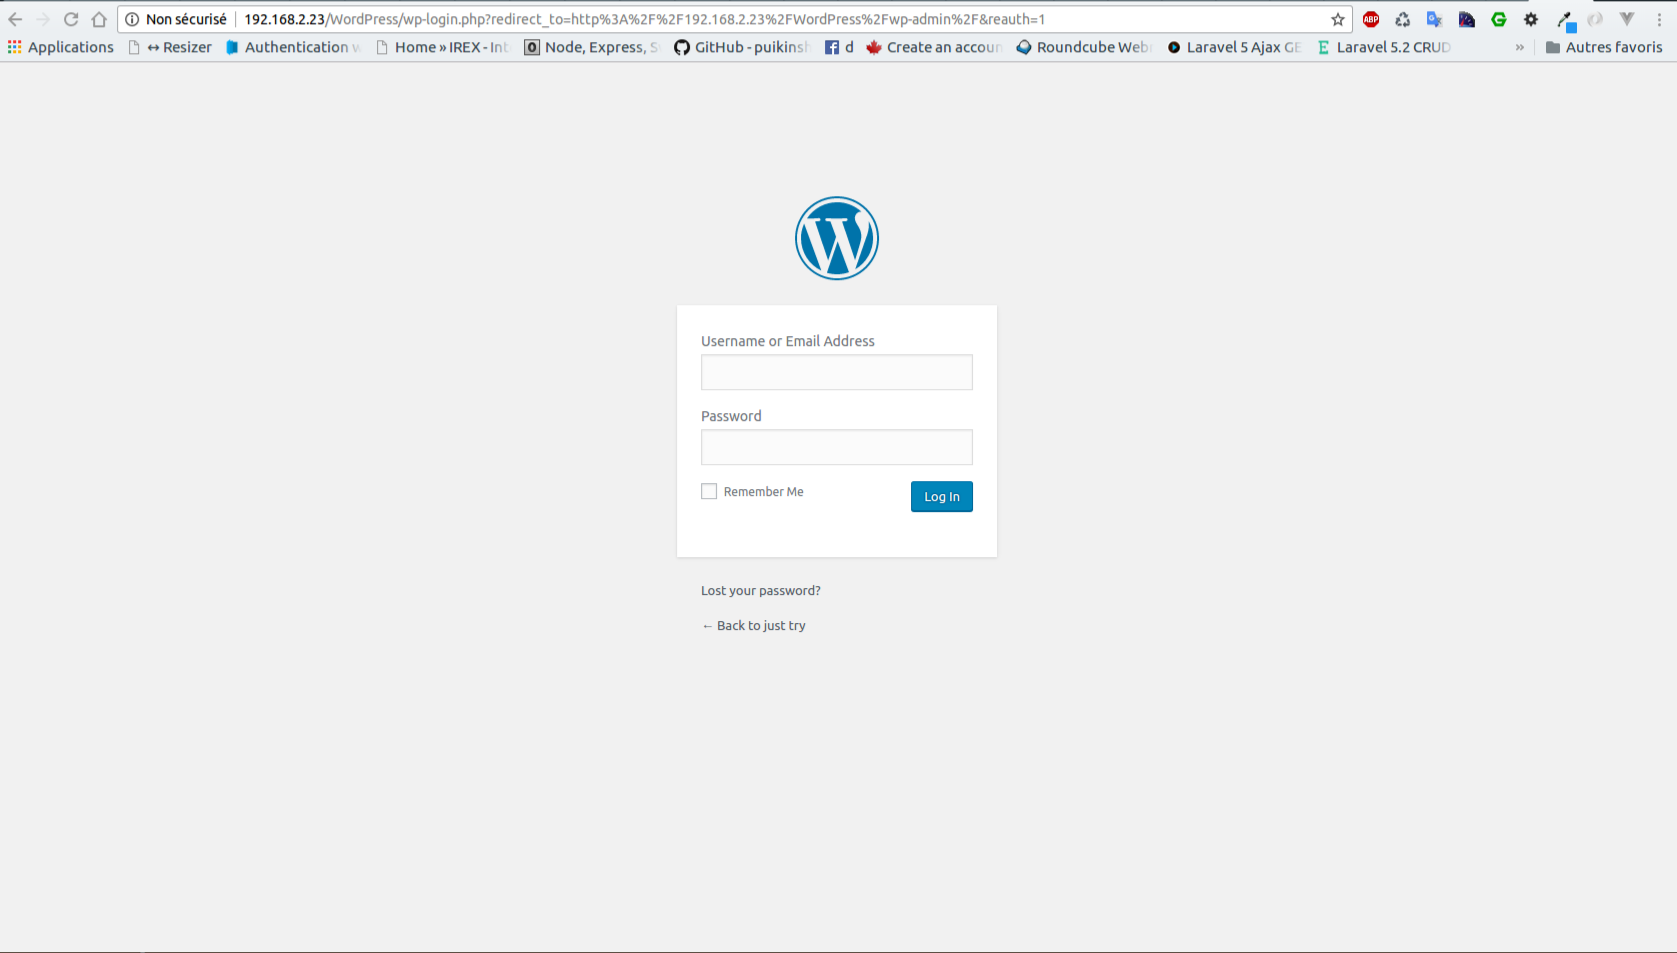 Non sécurisé 192.168.2.23/WordPress/wp-login.php?redirect_to=http%3A%2F%2F192.168.2.23%2FWordPress%2Fwp-admin%2F&reauth=1
Applications ↔ Resizer Authentication Home » IREX - Int Node, Express, S GitHub - puikinsh d Create an accoun Roundcube Web Laravel 5 Ajax Laravel 5.2 CRUD » Autres favoris
Username or Email Address
Password
Remember Me Log In
Lost your password?
← Back to just try